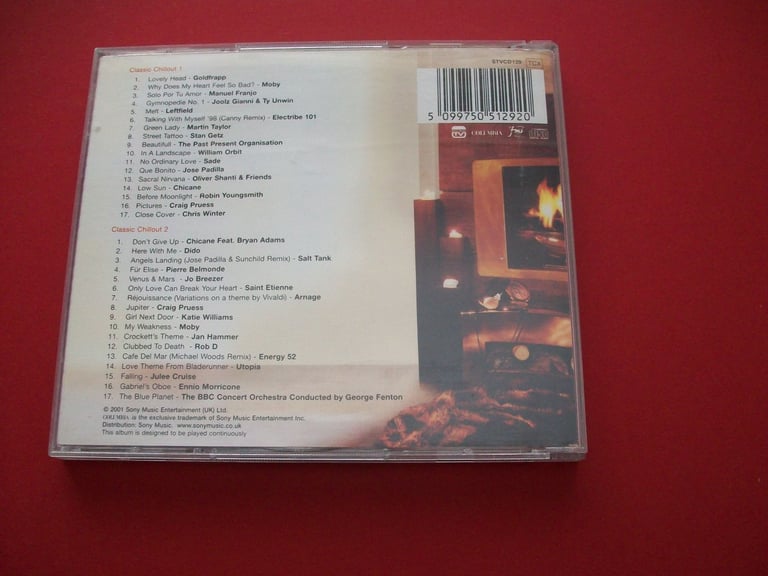 STVCD129 TCX
5 099750 512920
TV COLUMBIA
Classic Chillout 1
1. Lovely Head - Goldfrapp
2. Why Does My Heart Feel So Bad? - Moby
3. Solo Por Tu Amor - Manuel Franjo
4. Gymnopedie No. 1 - Joolz Gianni & Ty Unwin
5. Melt - Leftfield
6. Talking With Myself '98 (Canny Remix) - Electribe 101
7. Green Lady - Martin Taylor
8. Street Tattoo - Stan Getz
9. Beautifull - The Past Present Organisation
10. In A Landscape - William Orbit
11. No Ordinary Love - Sade
12. Que Bonito - Jose Padilla
13. Sacral Nirvana - Oliver Shanti & Friends
14. Low Sun - Chicane
15. Before Moonlight - Robin Youngsmith
16. Pictures - Craig Pruess
17. Close Cover - Chris Winter
Classic Chillout 2
1. Don't Give Up - Chicane Feat. Bryan Adams
2. Here With Me - Dido
3. Angels Landing (Jose Padilla & Sunchild Remix) - Salt Tank
4. Für Elise - Pierre Belmonde
5. Venus & Mars - Jo Breezer
6. Only Love Can Break Your Heart - Saint Etienne
7. Réjouissance (Variations on a theme by Vivaldi) - Arnage
8. Jupiter - Craig Pruess
9. Girl Next Door - Katie Williams
10. My Weakness - Moby
11. Crockett's Theme - Jan Hammer
12. Clubbed To Death - Rob D
13. Cafe Del Mar (Michael Woods Remix) - Energy 52
14. Love Theme From Bladerunner - Utopia
15. Falling - Julee Cruise
16. Gabriel's Oboe - Ennio Morricone
17. The Blue Planet - The BBC Concert Orchestra Conducted by George Fenton
© 2001 Sony Music Entertainment (UK) Ltd.
COLUMBIA is the exclusive trademark of Sony Music Entertainment Inc.
Distribution: Sony Music. www.sonymusic.co.uk
This album is designed to be played continuously